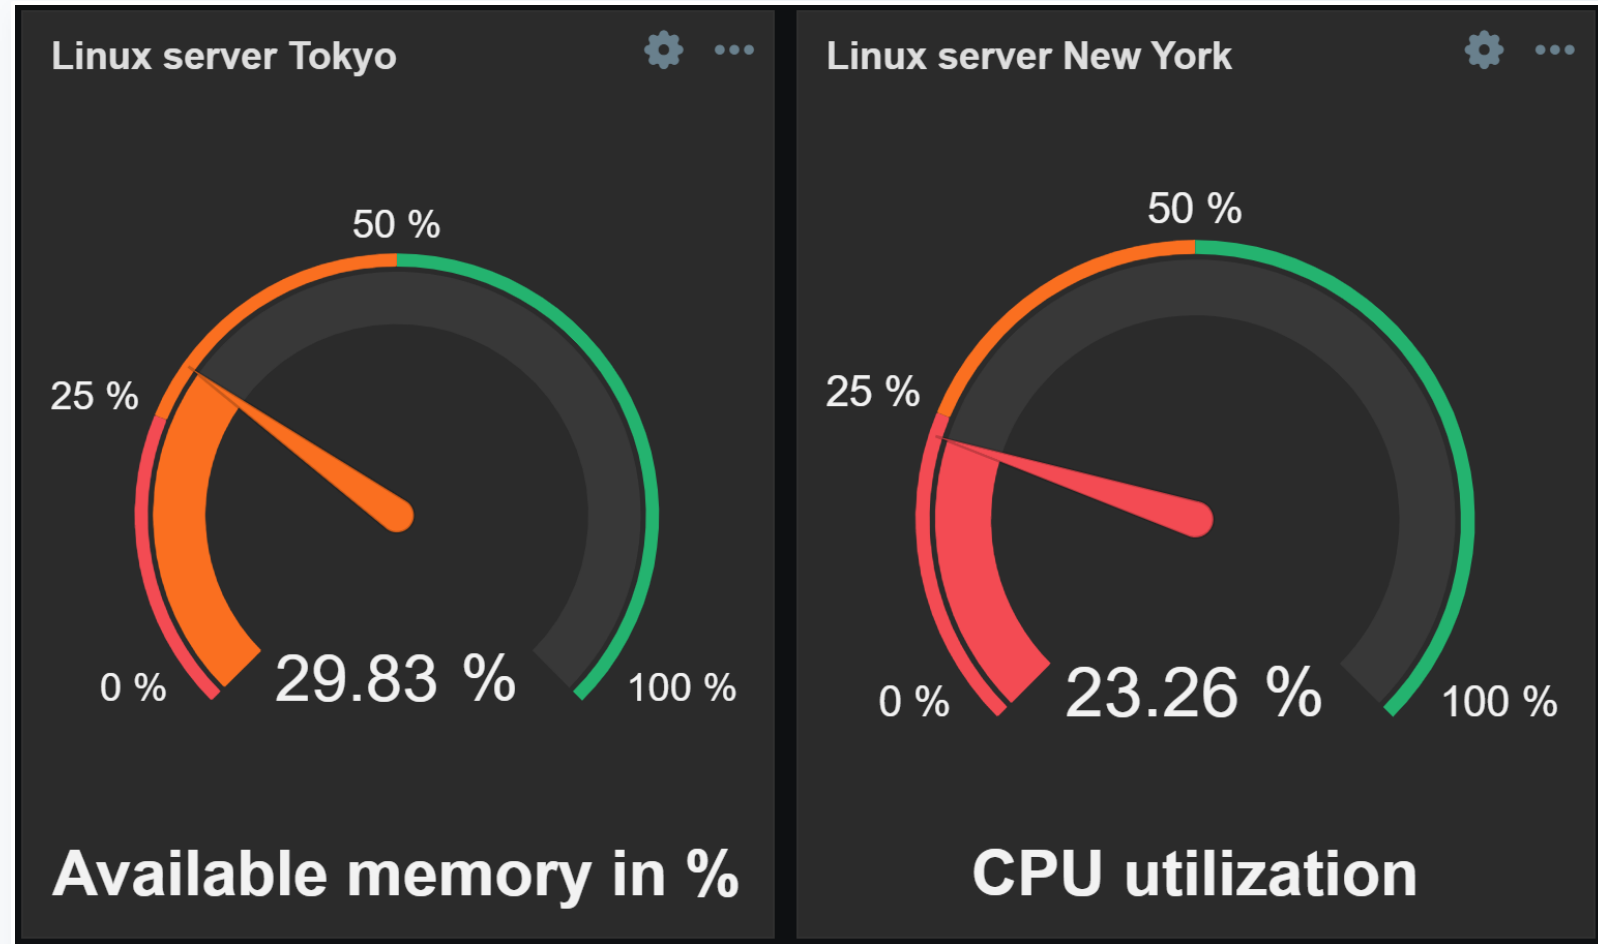 Linux server Tokyo
50 %
25 %
0 %
29.83 %
100 %
Available memory in %
Linux server New York
50 %
25 %
0 %
23.26 %
100 %
CPU utilization